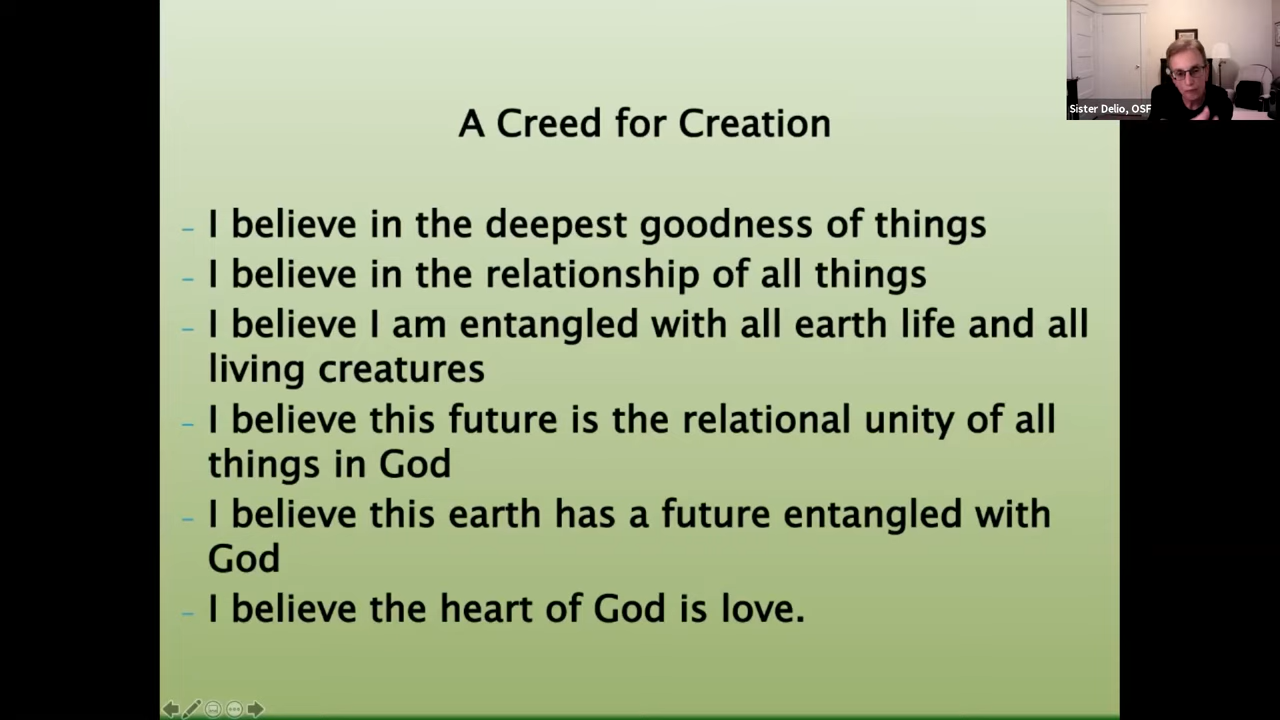 Sister Delio, OSF
A Creed for Creation
- I believe in the deepest goodness of things
- I believe in the relationship of all things
- I believe I am entangled with all earth life and all
living creatures
- I believe this future is the relational unity of all
things in God
- I believe this earth has a future entangled with
God
- I believe the heart of God is love.